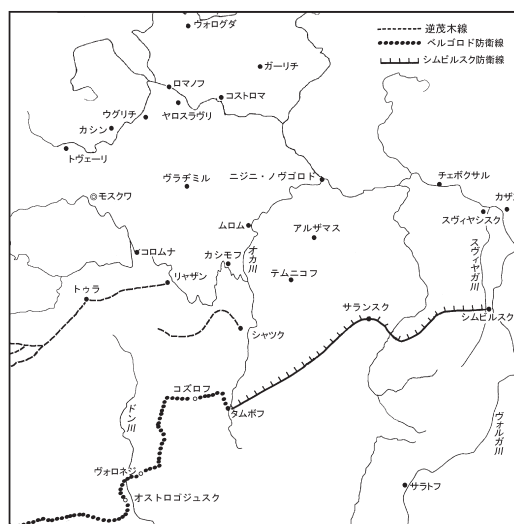 ヴォログダ
逆茂木線
ベルゴロド防衛線
シムビルスク防衛線
ガーリチ
ロマノフ
コストロマ
ヤロスラヴリ
ウグリチ
カシン
トヴェーリ
ヴラヂミル
ニジニ・ノヴゴロド
チェボクサル
モスクワ
カザ
スヴィヤシスク
ムロム
アルザマス
オカ川
スヴィヤガ川
コロムナ
カシモフ
テムニコフ
リャザン
トゥラ
サランスク
シムビルスク
シャツク
コズロフ
タムボフ
ドン川
ヴォルガ川
ヴォロネジ
サラトフ
オストロゴジュスク